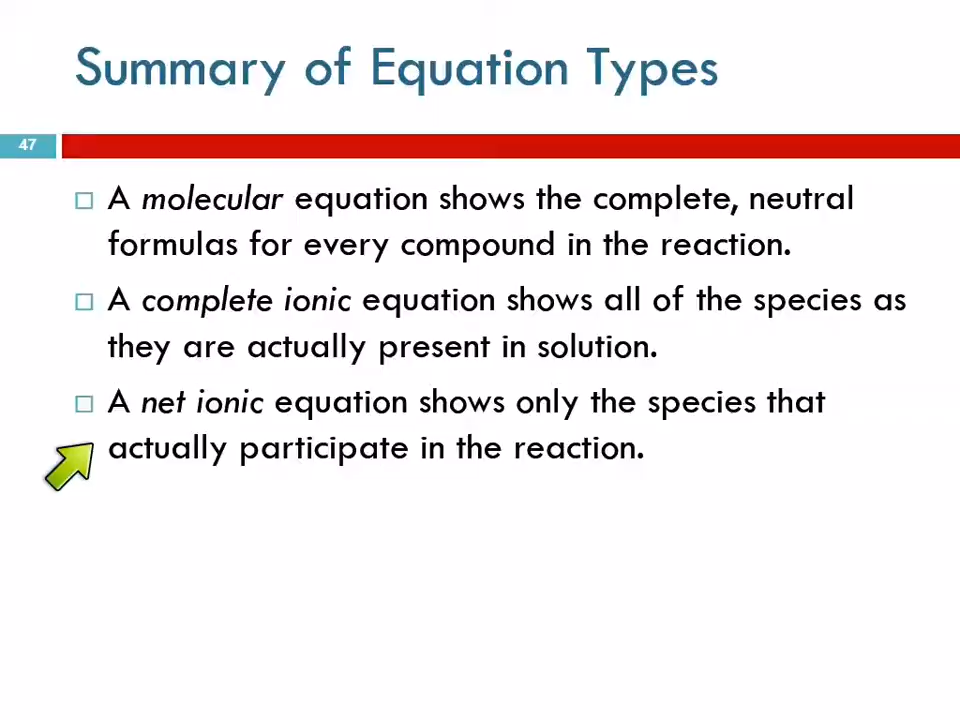 Summary of Equation Types
47
A molecular equation shows the complete, neutral
formulas for every compound in the reaction.
A complete ionic equation shows all of the species as
they are actually present in solution.
A net ionic equation shows only the species that
actually participate in the reaction.